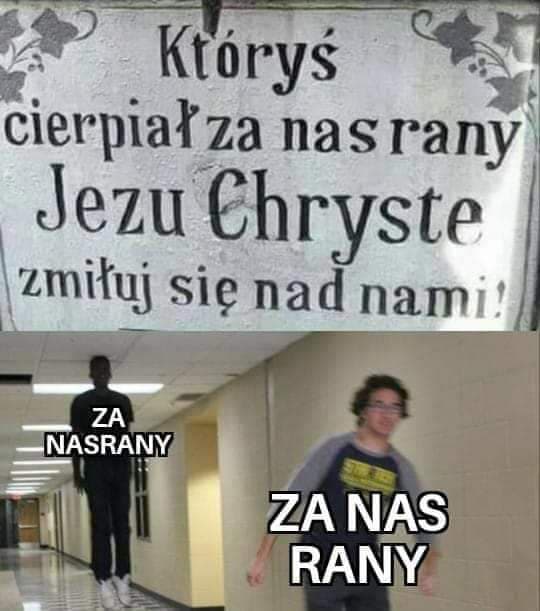 Któryś
cierpiał za nas rany
Jezu Chryste
zmiłuj się nad nami!
ZA
NASRANY
ZA NAS
RANY